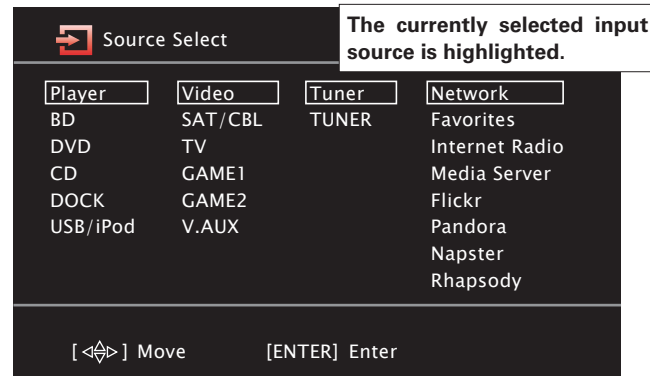 Source Select
The currently selected input
source is highlighted.
Player Video Tuner Network
BD SAT/CBL TUNER Favorites
DVD TV Internet Radio
CD GAME1 Media Server
DOCK GAME2 Flickr
USB/iPod V.AUX Pandora
Napster
Rhapsody
[◁△▽▷] Move [ENTER] Enter